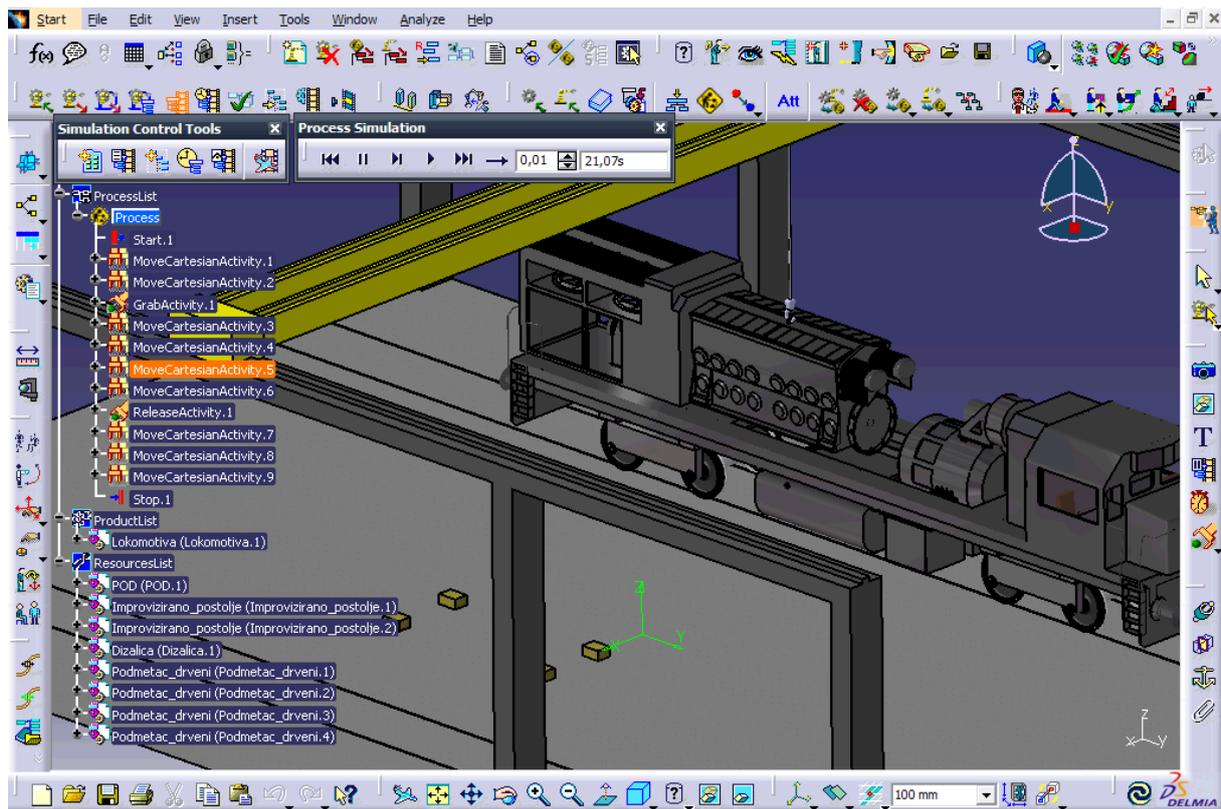 Start File Edit View Insert Tools Window Analyze Help
f(x)
Att
Simulation Control Tools
Process Simulation
0,01 21,07s
ProcessList
Process
Start.1
MoveCartesianActivity.1
MoveCartesianActivity.2
GrabActivity.1
MoveCartesianActivity.3
MoveCartesianActivity.4
MoveCartesianActivity.5
MoveCartesianActivity.6
ReleaseActivity.1
MoveCartesianActivity.7
MoveCartesianActivity.8
MoveCartesianActivity.9
Stop.1
ProductList
Lokomotiva (Lokomotiva.1)
ResourcesList
POD (POD.1)
Improvizirano_postolje (Improvizirano_postolje.1)
Improvizirano_postolje (Improvizirano_postolje.2)
Dizalica (Dizalica.1)
Podmetac_drveni (Podmetac_drveni.1)
Podmetac_drveni (Podmetac_drveni.2)
Podmetac_drveni (Podmetac_drveni.3)
Podmetac_drveni (Podmetac_drveni.4)
z
x y
z
x y
T
z
x y
100 mm
DELMIA